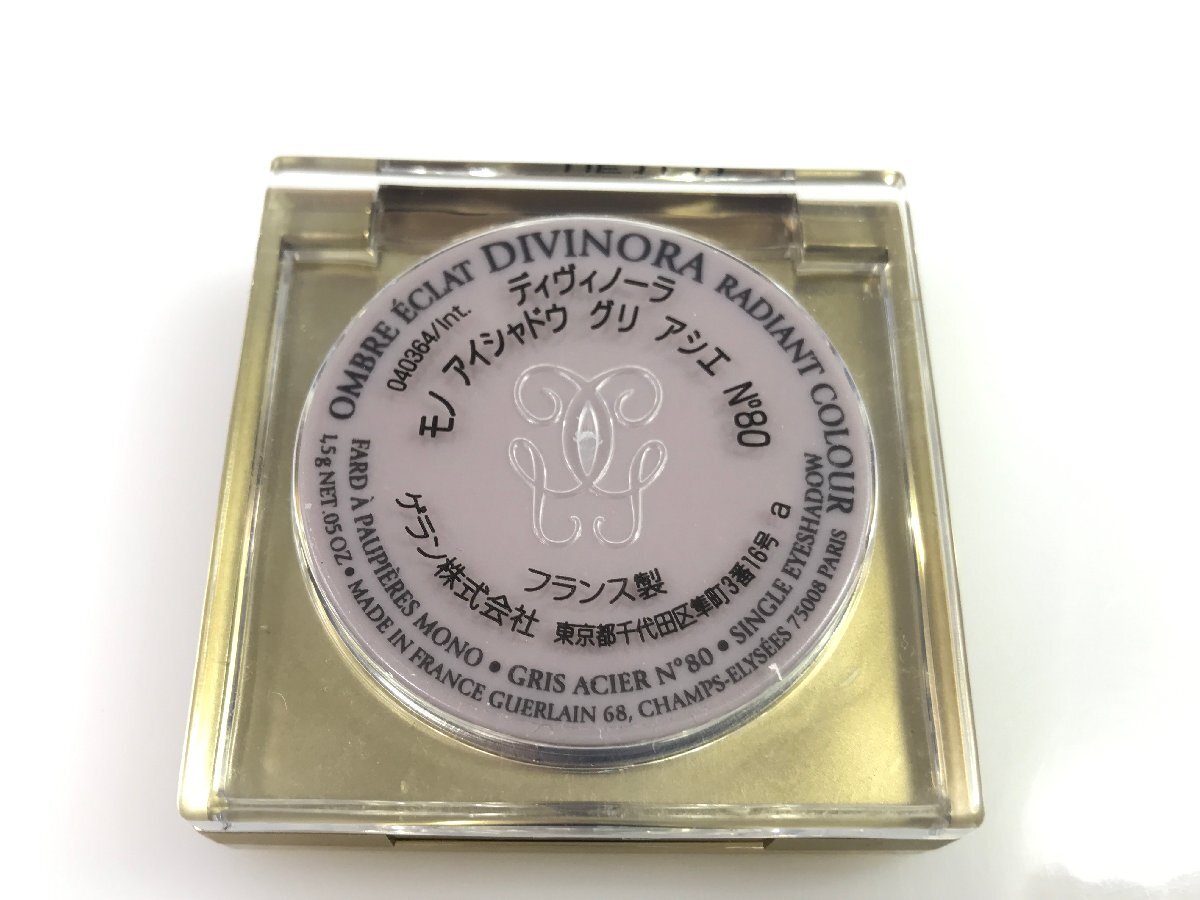 OMBRE ÉCLAT DIVINORA RADIANT COLOUR
ディヴィノーラ
040364/Int.
モノ アイシャドウ グリ アシエ N°80
フランス製
ゲラン株式会社 東京都千代田区隼町3番16号 a
FARD À PAUPIÈRES MONO • GRIS ACIER N°80 • SINGLE EYESHADOW
1,5g NET .05 OZ • MADE IN FRANCE GUERLAIN 68, CHAMPS-ELYSÉES 75008 PARIS